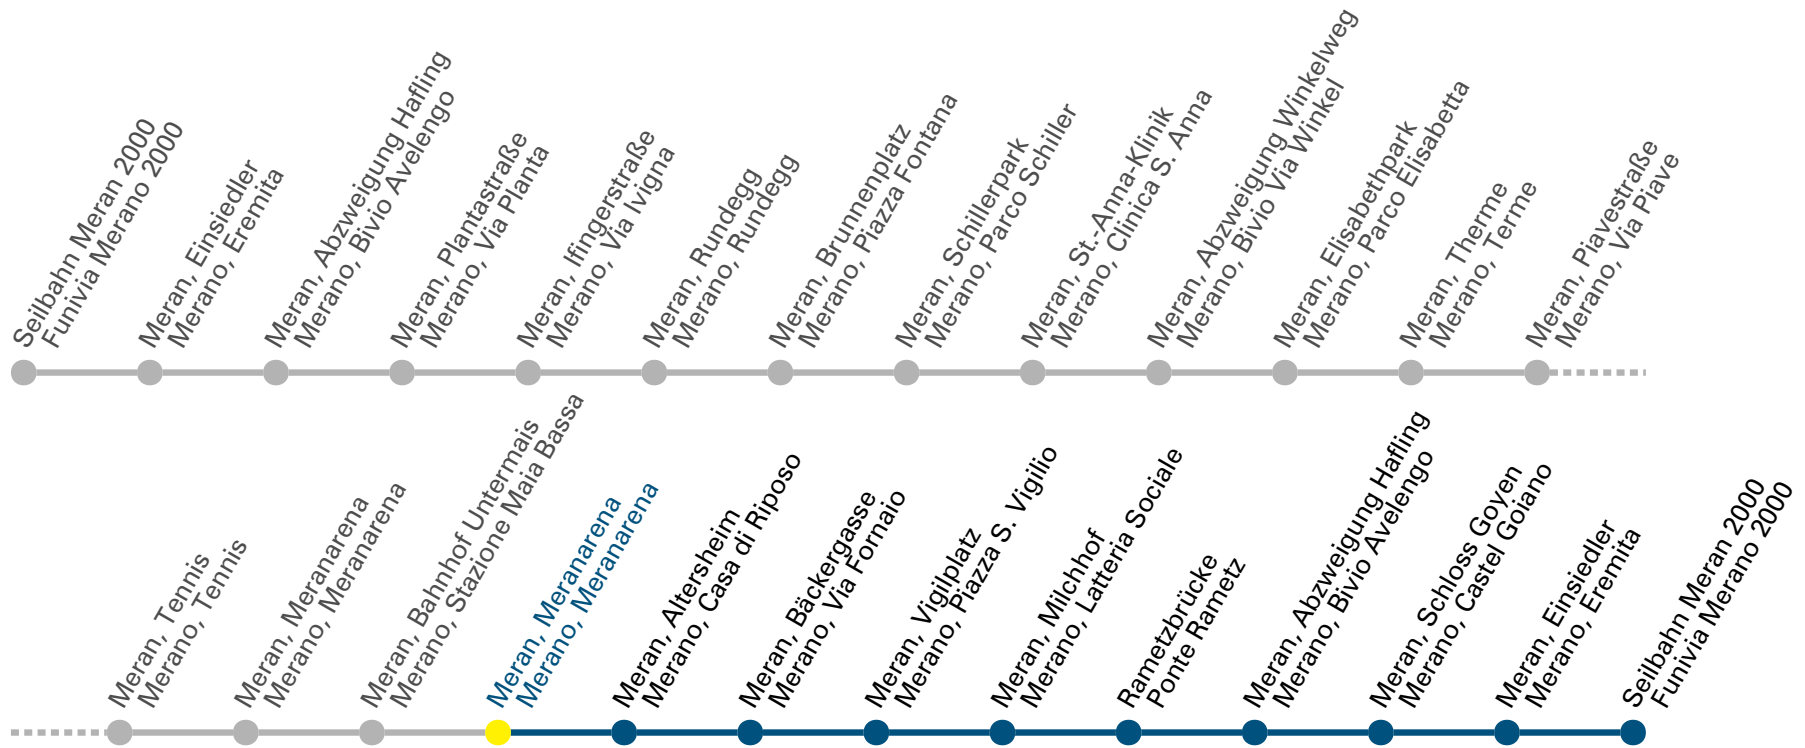 Seilbahn Meran 2000
Funivia Merano 2000
Meran, Einsiedler
Merano, Eremita
Meran, Abzweigung Hafling
Merano, Bivio Avelengo
Meran, Plantastraße
Merano, Via Planta
Meran, Ifingerstraße
Merano, Via Ivigna
Meran, Rundegg
Merano, Rundegg
Meran, Brunnenplatz
Merano, Piazza Fontana
Meran, Schillerpark
Merano, Parco Schiller
Meran, St.-Anna-Klinik
Merano, Clinica S. Anna
Meran, Abzweigung Winkelweg
Merano, Bivio Via Winkel
Meran, Elisabethpark
Merano, Parco Elisabetta
Meran, Therme
Merano, Terme
Meran, Piavestraße
Merano, Via Piave
Meran, Tennis
Merano, Tennis
Meran, Meranarena
Merano, Meranarena
Meran, Bahnhof Untermais
Merano, Stazione Maia Bassa
Meran, Meranarena
Merano, Meranarena
Meran, Altersheim
Merano, Casa di Riposo
Meran, Bäckergasse
Merano, Via Fornaio
Meran, Vigilplatz
Merano, Piazza S. Vigilio
Meran, Milchhof
Merano, Latteria Sociale
Rametzbrücke
Ponte Rametz
Meran, Abzweigung Hafling
Merano, Bivio Avelengo
Meran, Schloss Goyen
Merano, Castel Goiano
Meran, Einsiedler
Merano, Eremita
Seilbahn Meran 2000
Funivia Merano 2000